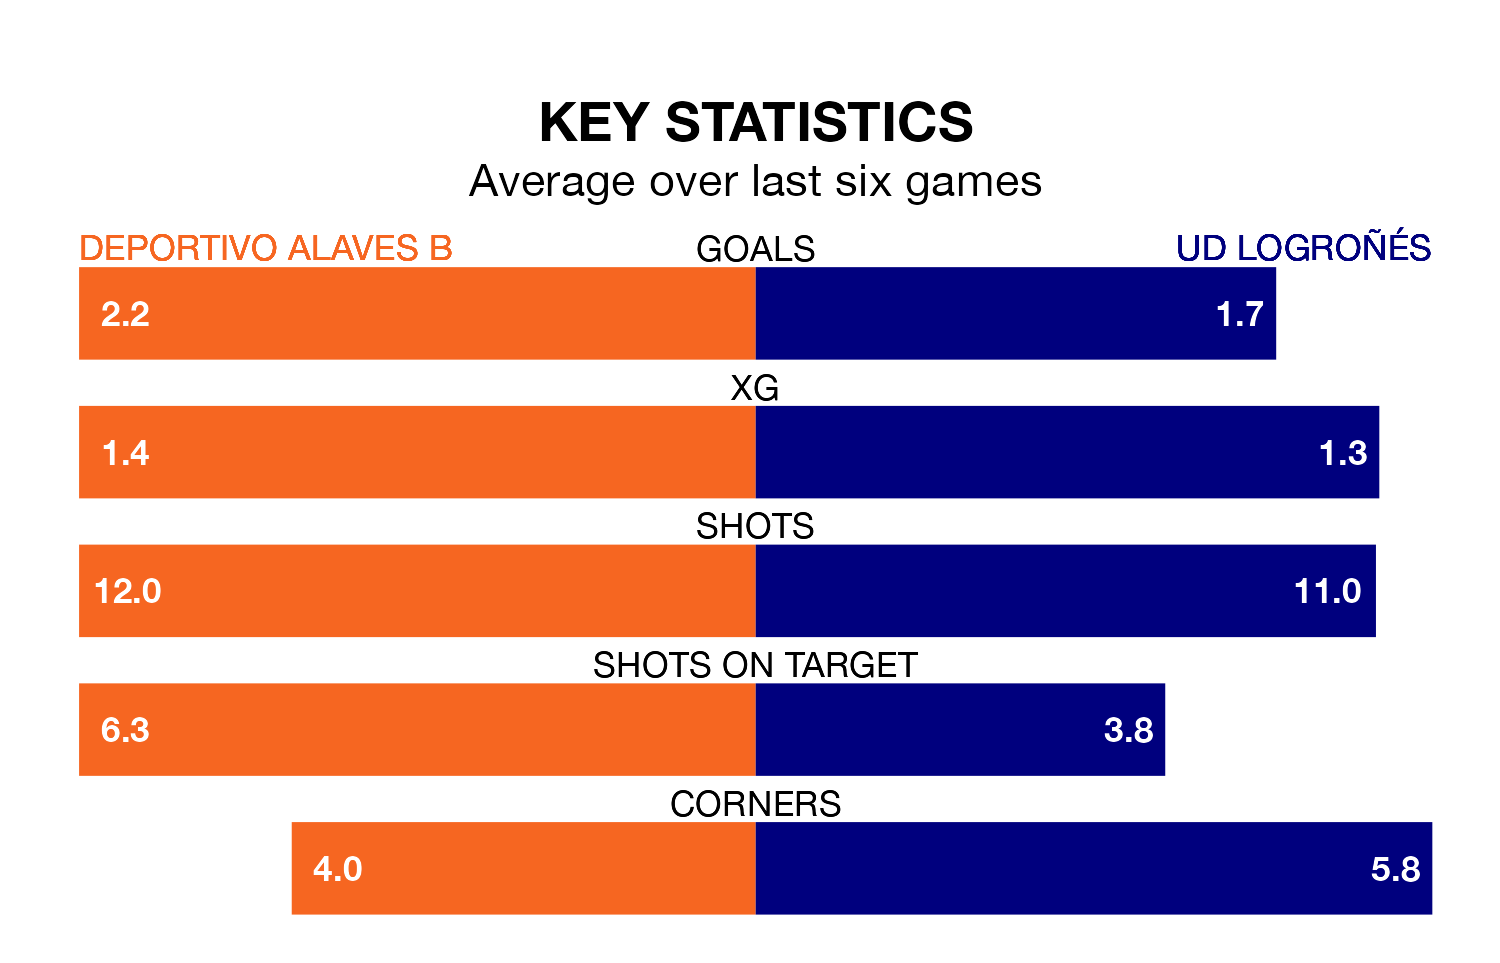 KEY STATISTICS
Average over last six games
DEPORTIVO ALAVES B GOALS UD LOGROÑÉS
2.2 1.7
XG
1.4 1.3
SHOTS
12.0 11.0
SHOTS ON TARGET
6.3 3.8
CORNERS
4.0 5.8